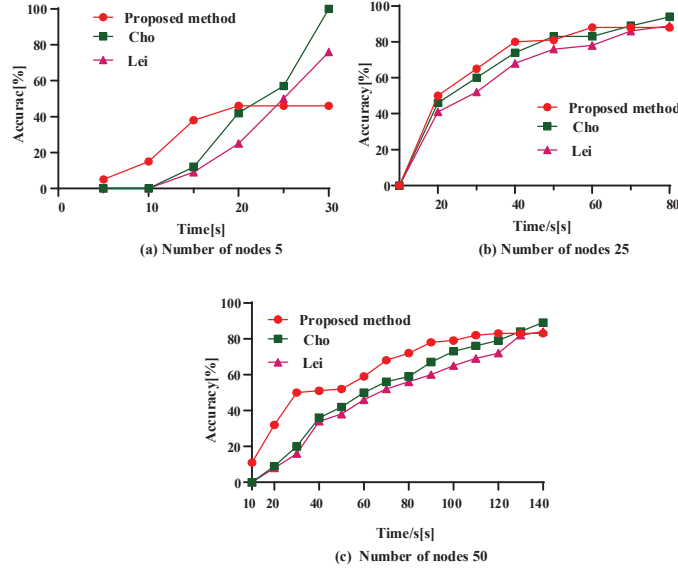 100
80
60
40
20
0
Accurac[%]
Proposed method
Cho
Lei
0
10
20
30
Time[s]
(a) Number of nodes 5
100
80
60
40
20
0
Accuracy[%]
Proposed method
Cho
Lei
20
40
60
80
Time/s[s]
(b) Number of nodes 25
100
80
60
40
20
0
Accuracy[%]
Proposed method
Cho
Lei
10
20
40
60
80
100
120
140
Time/s[s]
(c) Number of nodes 50